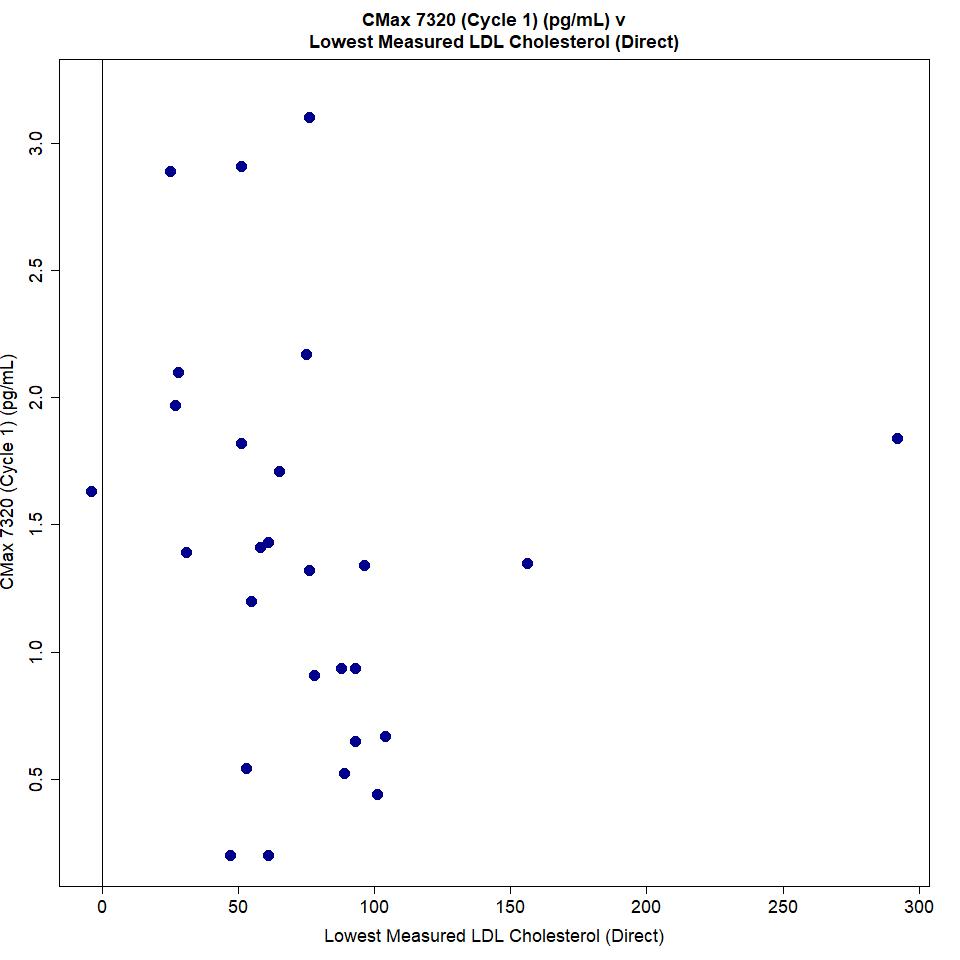 CMax 7320 (Cycle 1) (pg/mL) v
Lowest Measured LDL Cholesterol (Direct)
CMax 7320 (Cycle 1) (pg/mL)
3.0
2.5
2.0
1.5
1.0
0.5
0 50 100 150 200 250 300
Lowest Measured LDL Cholesterol (Direct)